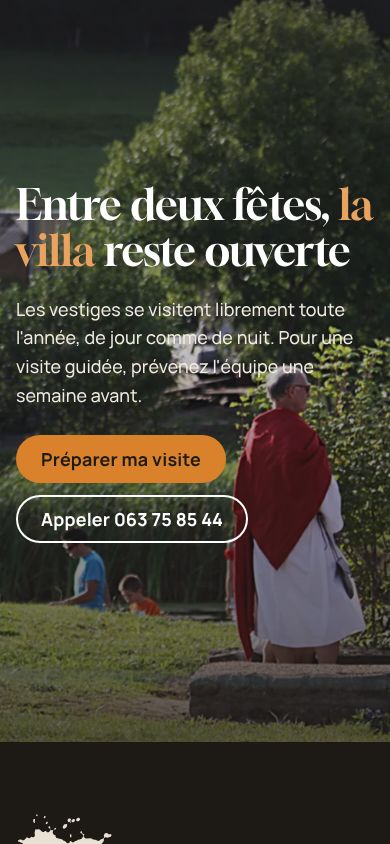 Entre deux fêtes, la
villa reste ouverte
Les vestiges se visitent librement toute
l'année, de jour comme de nuit. Pour une
visite guidée, prévenez l'équipe une
semaine avant.
Préparer ma visite
Appeler 063 75 85 44